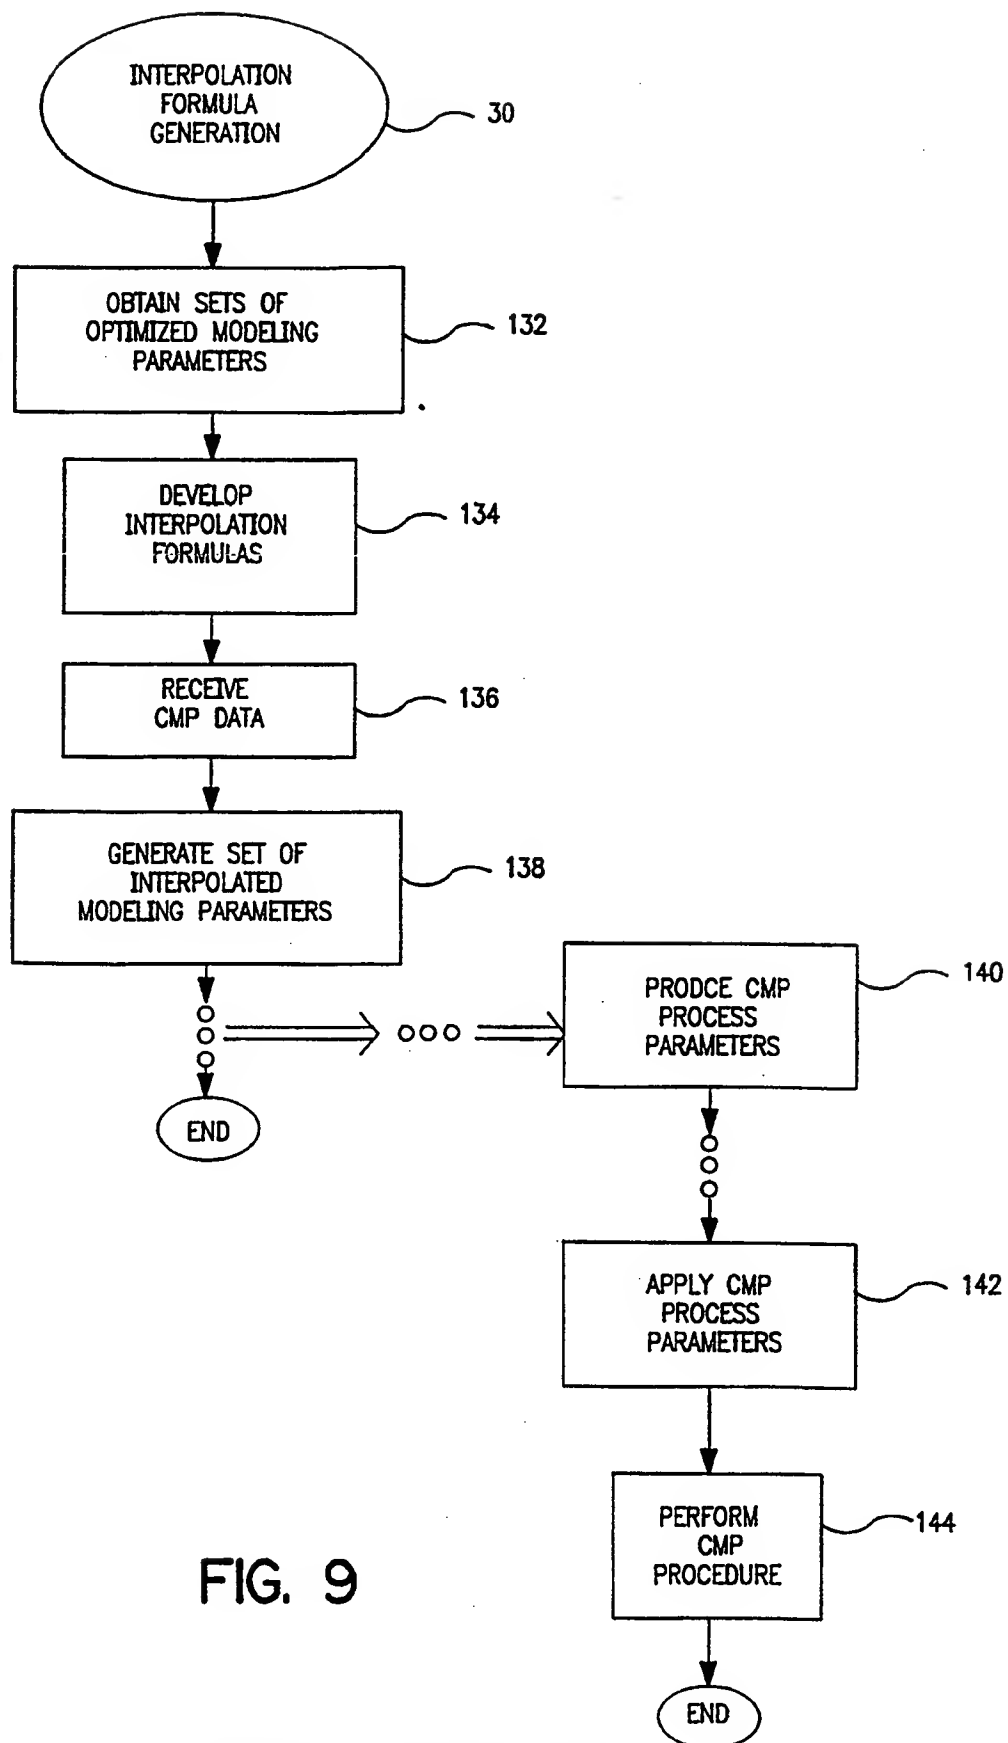 INTERPOLATION
FORMULA
GENERATION
30
OBTAIN SETS OF
OPTIMIZED MODELING
PARAMETERS
132
DEVELOP
INTERPOLATION
FORMULAS
134
RECEIVE
CMP DATA
136
GENERATE SET OF
INTERPOLATED
MODELING PARAMETERS
138
END
PRODCE CMP
PROCESS
PARAMETERS
140
APPLY CMP
PROCESS
PARAMETERS
142
PERFORM
CMP
PROCEDURE
144
END
FIG. 9